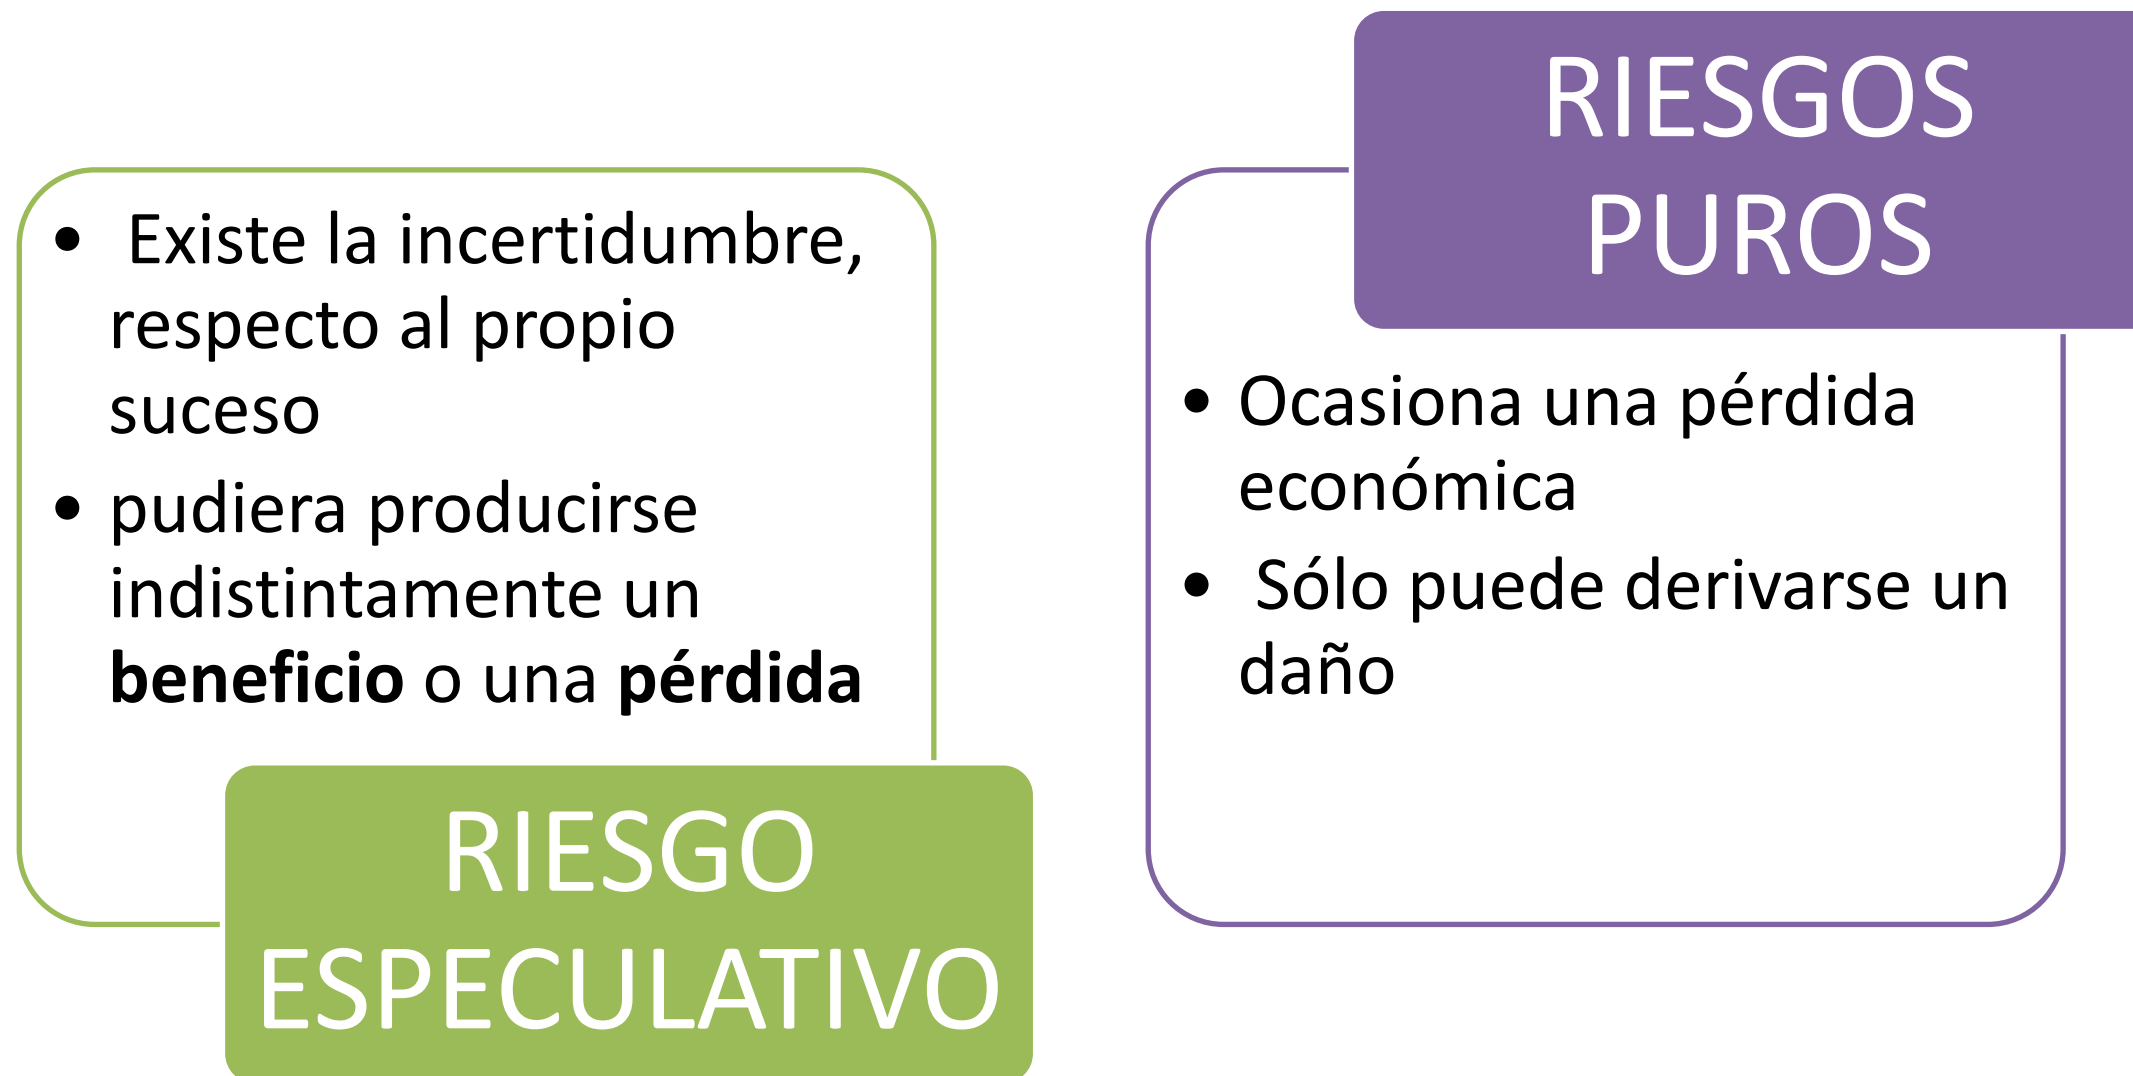 • Existe la incertidumbre,
respecto al propio
suceso
• pudiera producirse
indistintamente un
beneficio o una pérdida
RIESGO
ESPECULATIVO
RIESGOS
PUROS
• Ocasiona una pérdida
económica
• Sólo puede derivarse un
daño